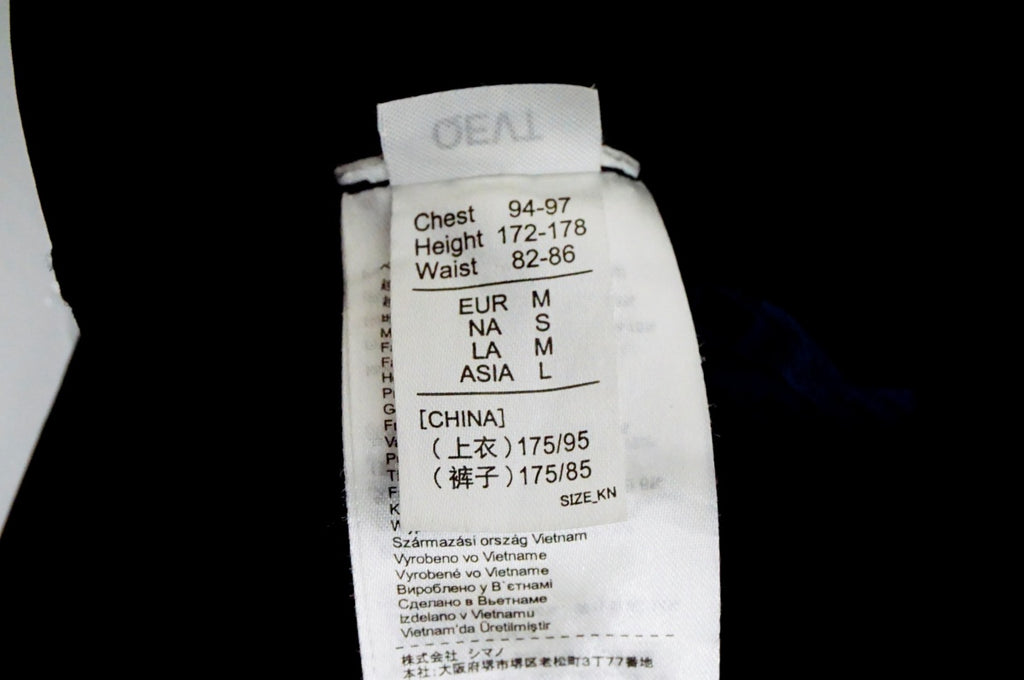 Chest 94-97
Height 172-178
Waist 82-86
EUR M
NA S
LA M
ASIA L
[CHINA]
(上衣)175/95
(裤子)175/85
SIZE_KN
Származási ország Vietnam
Vyrobeno vo Vietname
Vyrobené vo Vietname
Вироблено у В`єтнамі
Сделано в Вьетнаме
Izdelano v Vietnamu
Vietnam'da Üretilmiştir
株式会社 シマノ
本社:大阪府堺市堺区老松町3丁77番地